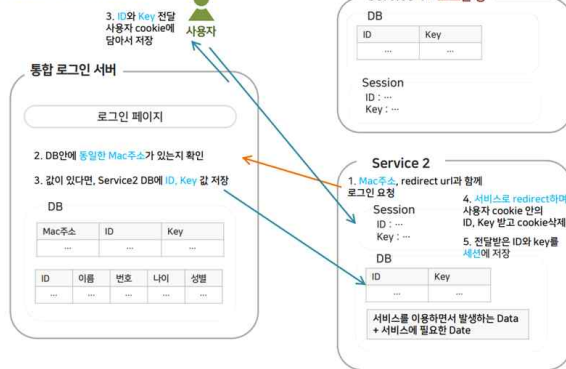 3. ID와 Key 전달
사용자 cookie에
담아서 저장
사용자
통합 로그인 서버
로그인 페이지
2. DB안에 동일한 Mac주소가 있는지 확인
3. 값이 있다면, Service2 DB에 ID, Key 값 저장
DB
Mac주소 ID Key
... ... ...
ID 이름 번호 나이 성별
... ... ... ... ...
DB
ID Key
... ...
Session
ID : ...
Key : ...
Service 2
1. Mac주소, redirect url과 함께
로그인 요청
Session
ID : ...
Key : ...
4. 서비스로 redirect하며
사용자 cookie 안의
ID, Key 받고 cookie삭제
5. 전달받은 ID와 key를
세션에 저장
DB
ID Key
... ...
서비스를 이용하면서 발생하는 Data
+ 서비스에 필요한 Date